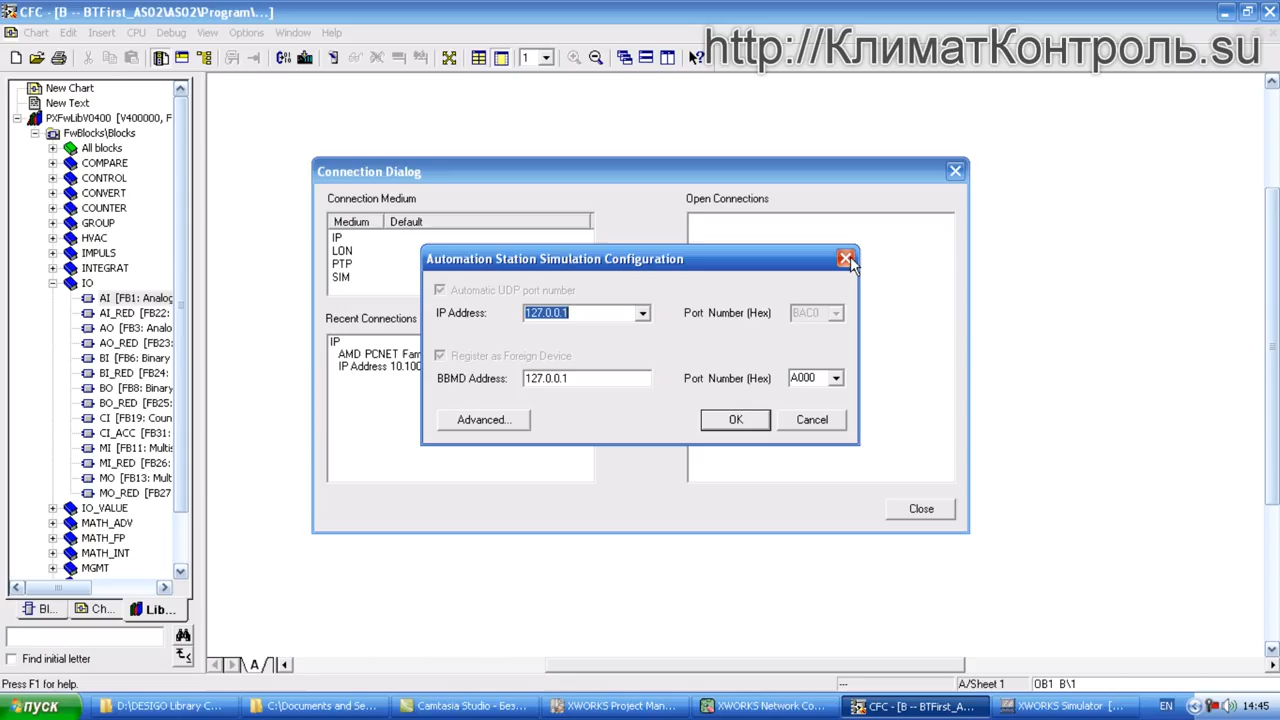 CFC - [B -- BTFirst_AS02\AS02\Program\...]
http://КлиматКонтроль.su
Chart Edit Insert CPU Debug View Options Window Help
1
New Chart
New Text
PXFwLibV0400 [V400000, F
FwBlocks\Blocks
All blocks
COMPARE
CONTROL
CONVERT
COUNTER
GROUP
HVAC
IMPULS
INTEGRAT
IO
AI [FB1: Analog
AI_RED [FB22:
AO [FB3: Analo
AO_RED [FB23:
BI [FB6: Binary
BI_RED [FB24:
BO [FB8: Binary
BO_RED [FB25:
CI [FB19: Coun
CI_ACC [FB31:
MI [FB11: Multis
MI_RED [FB26:
MO [FB13: Mult
MO_RED [FB27
IO_VALUE
MATH_ADV
MATH_FP
MATH_INT
MGMT
Bl... Ch... Lib...
Find initial letter
Connection Dialog
Connection Medium
Open Connections
Medium Default
IP
LON
PTP
SIM
Recent Connections
IP
AMD PCNET Fam
IP Address 10.100
Close
Automation Station Simulation Configuration
Automatic UDP port number
IP Address: 127.0.0.1 Port Number (Hex) BAC0
Register as Foreign Device
BBMD Address: 127.0.0.1 Port Number (Hex) A000
Advanced... OK Cancel
A
Press F1 for help.
--- A/Sheet 1 OB1 B\1
пуск D:\DESIGO Library C... C:\Documents and Se... Camtasia Studio - Без... XWORKS Project Man... XWORKS Network Co... CFC - [B -- BTFirst_A... XWORKS Simulator [... EN 14:45